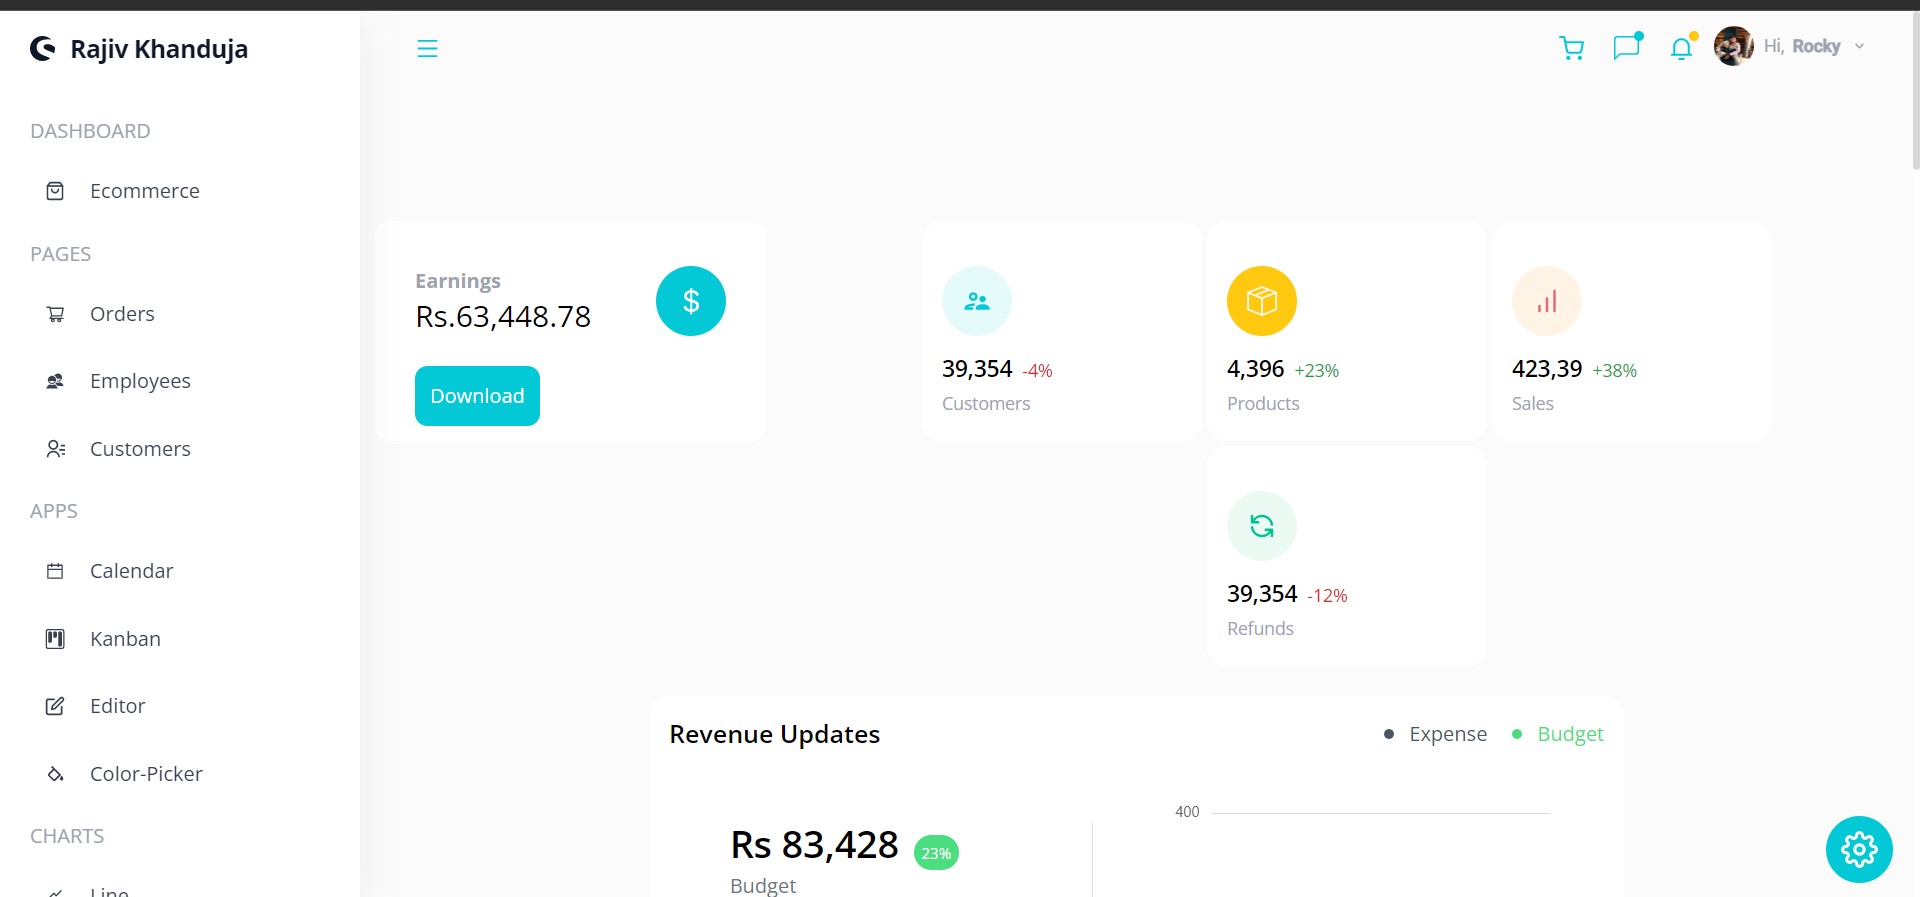 Rajiv Khanduja
Hi, Rocky
DASHBOARD
Ecommerce
PAGES
Orders
Employees
Customers
APPS
Calendar
Kanban
Editor
Color-Picker
CHARTS
Line
Earnings
Rs.63,448.78
$
Download
39,354 -4%
Customers
4,396 +23%
Products
423,39 +38%
Sales
39,354 -12%
Refunds
Revenue Updates
Expense
Budget
Rs 83,428 23%
Budget
400